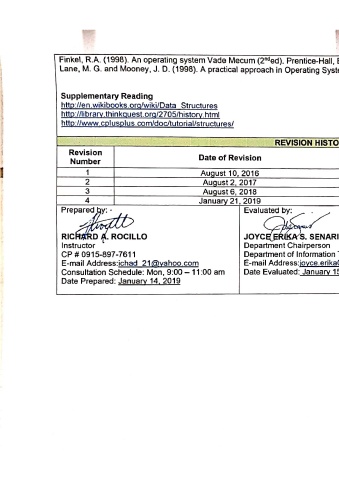 Finkel, R.A. (1998). An operating system Vade Mecum (2nd ed), Prentice-Hall,
Lane, M. G. and Mooney, J. D. (1998). A practical approach in Operating Syste
Supplementary Reading
http://en.wikibooks.org/wiki/Data_Structures
http://library.thinkquest.org/2705/history.html
http://www.cplusplus.com/doc/tutorial/structures/
REVISION HISTO
Revision Number Date of Revision
1 August 10, 2016
2 August 2, 2017
3 August 6, 2018
4 January 21, 2019
Prepared by: Evaluated by:
RICHARD A. ROCILLO JOYCE ERIKA S. SENARI
Instructor Department Chairperson
CP # 0915-897-7611 Department of Information
E-mail Address:ichad_21@yahoo.com E-mail Address:joyce.erika
Consultation Schedule: Mon, 9:00 – 11:00 am Date Evaluated: January 15
Date Prepared: January 14, 2019